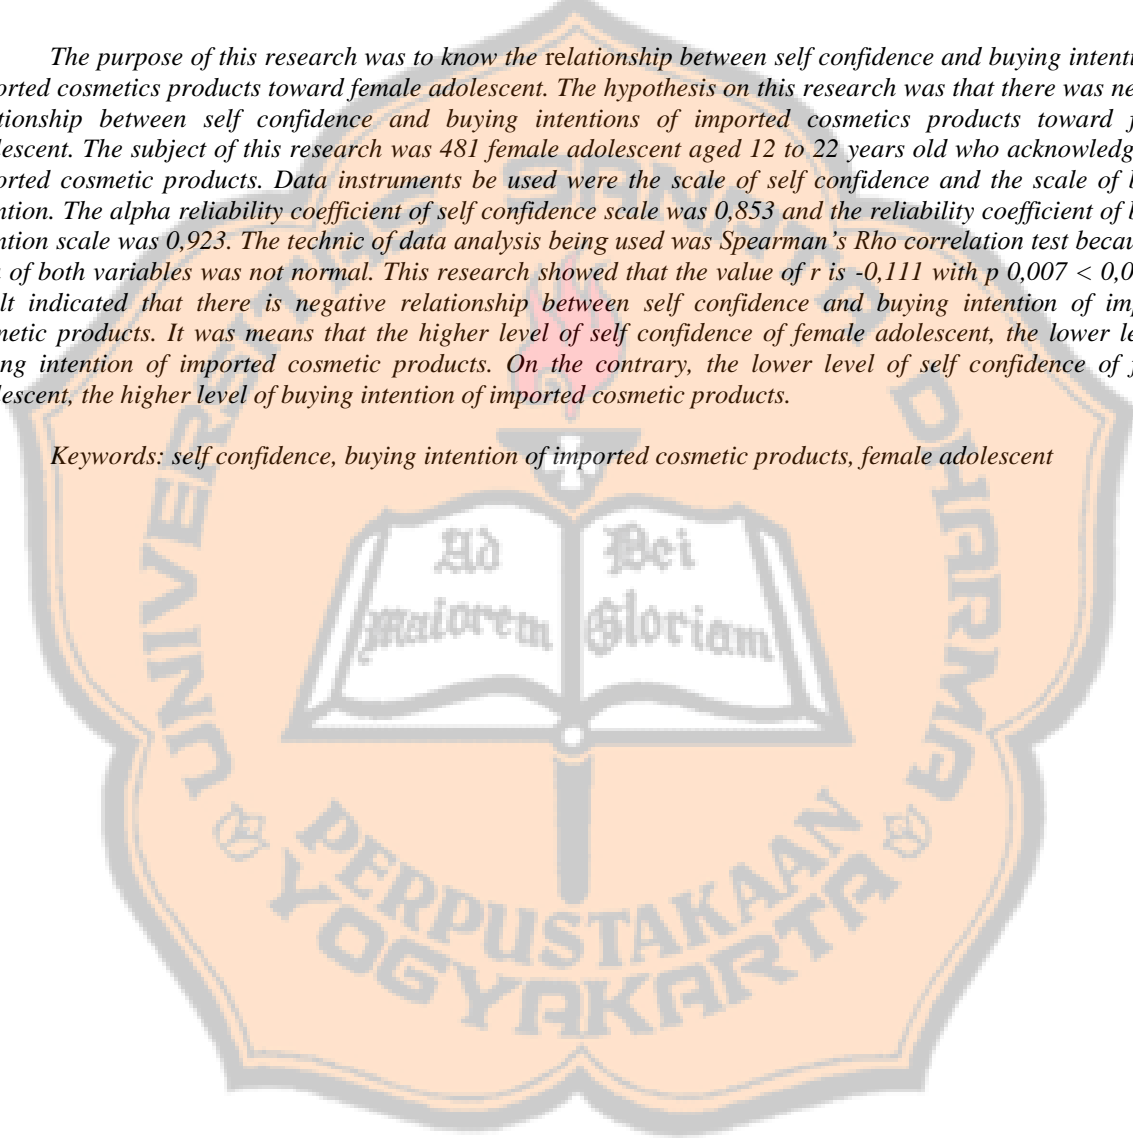 The purpose of this research was to know the relationship between self confidence and buying intenti
orted cosmetics products toward female adolescent. The hypothesis on this research was that there was ne
tionship between self confidence and buying intentions of imported cosmetics products toward f
lescent. The subject of this research was 481 female adolescent aged 12 to 22 years old who acknowledg
orted cosmetic products. Data instruments be used were the scale of self confidence and the scale of b
ntion. The alpha reliability coefficient of self confidence scale was 0,853 and the reliability coefficient of b
ntion scale was 0,923. The technic of data analysis being used was Spearman's Rho correlation test becau
of both variables was not normal. This research showed that the value of r is -0,111 with p 0,007 < 0,0
lt indicated that there is negative relationship between self confidence and buying intention of im
metic products. It was means that the higher level of self confidence of female adolescent, the lower le
ng intention of imported cosmetic products. On the contrary, the lower level of self confidence of f
lescent, the higher level of buying intention of imported cosmetic products.
Keywords: self confidence, buying intention of imported cosmetic products, female adolescent
UNIVERSITAS SANATA DHARMA
Ad Dei
maiorem Gloriam
PERPUSTAKAAN
YOGYAKARTA